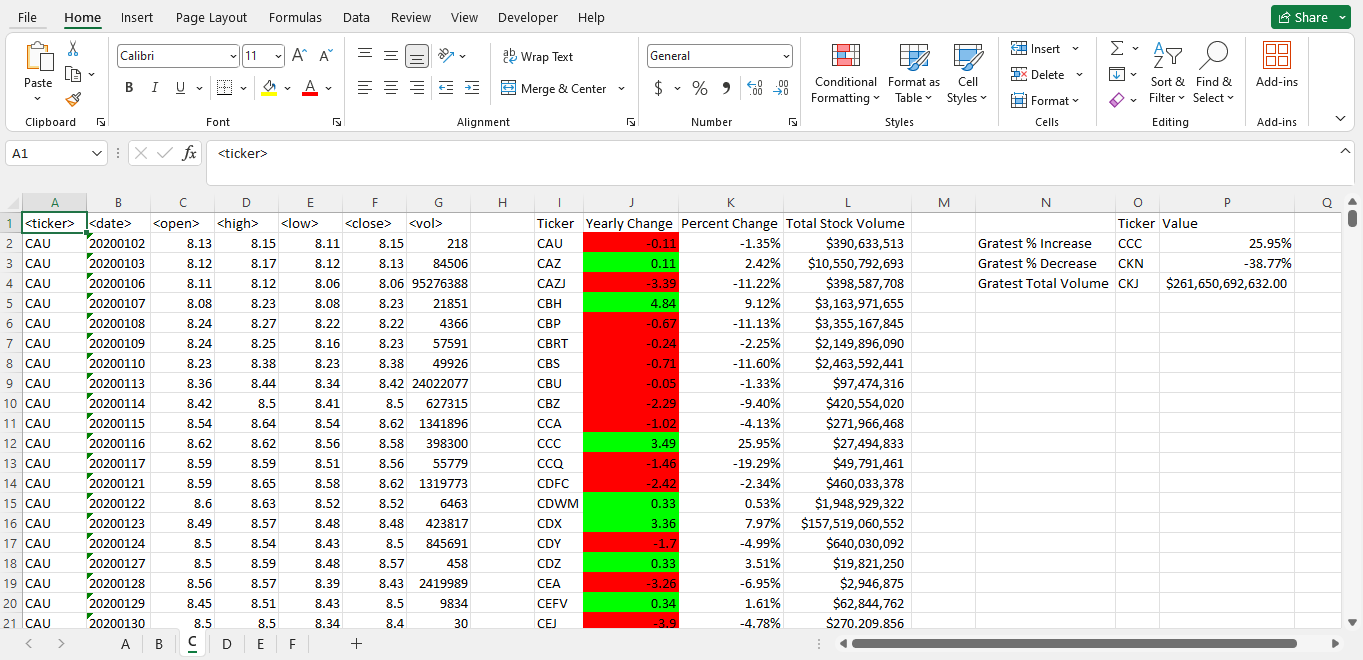 File Home Insert Page Layout Formulas Data Review View Developer Help Share
Calibri 11 Wrap Text General Insert
Paste Conditional Format as Cell Delete Sort & Find & Add-ins
B I U Merge & Center $ % Formatting Table Styles Format Filter Select
Clipboard Font Alignment Number Styles Cells Editing Add-ins
A1 fx <ticker>
A B C D E F G H I J K L M N O P Q
1 <ticker> <date> <open> <high> <low> <close> <vol> Ticker Yearly Change Percent Change Total Stock Volume Ticker Value
2 CAU 20200102 8.13 8.15 8.11 8.15 218 CAU -0.11 -1.35% $390,633,513 Gratest % Increase CCC 25.95%
3 CAU 20200103 8.12 8.17 8.12 8.13 84506 CAZ 0.11 2.42% $10,550,792,693 Gratest % Decrease CKN -38.77%
4 CAU 20200106 8.11 8.12 8.06 8.06 95276388 CAZJ -3.39 -11.22% $398,587,708 Gratest Total Volume CKJ $261,650,692,632.00
5 CAU 20200107 8.08 8.23 8.08 8.23 21851 CBH 4.84 9.12% $3,163,971,655
6 CAU 20200108 8.24 8.27 8.22 8.22 4366 CBP -0.67 -11.13% $3,355,167,845
7 CAU 20200109 8.24 8.25 8.16 8.23 57591 CBRT -0.24 -2.25% $2,149,896,090
8 CAU 20200110 8.23 8.38 8.23 8.38 49926 CBS -0.71 -11.60% $2,463,592,441
9 CAU 20200113 8.36 8.44 8.34 8.42 24022077 CBU -0.05 -1.33% $97,474,316
10 CAU 20200114 8.42 8.5 8.41 8.5 627315 CBZ -2.29 -9.40% $420,554,020
11 CAU 20200115 8.54 8.64 8.54 8.62 1341896 CCA -1.02 -4.13% $271,966,468
12 CAU 20200116 8.62 8.62 8.56 8.58 398300 CCC 3.49 25.95% $27,494,833
13 CAU 20200117 8.59 8.59 8.51 8.56 55779 CCQ -1.46 -19.29% $49,791,461
14 CAU 20200121 8.59 8.65 8.58 8.62 1319773 CDFC -2.42 -2.34% $460,033,378
15 CAU 20200122 8.6 8.63 8.52 8.52 6463 CDWM 0.33 0.53% $1,948,929,322
16 CAU 20200123 8.49 8.57 8.48 8.48 423817 CDX 3.36 7.97% $157,519,060,552
17 CAU 20200124 8.5 8.54 8.43 8.5 845691 CDY -1.7 -4.99% $640,030,092
18 CAU 20200127 8.5 8.59 8.48 8.57 458 CDZ 0.33 3.51% $19,821,250
19 CAU 20200128 8.56 8.57 8.39 8.43 2419989 CEA -3.26 -6.95% $2,946,875
20 CAU 20200129 8.45 8.51 8.43 8.5 9834 CEFV 0.34 1.61% $62,844,762
21 CAU 20200130 8.5 8.5 8.34 8.4 30 CEJ -3.9 -4.78% $270,209,856
A B C D E F